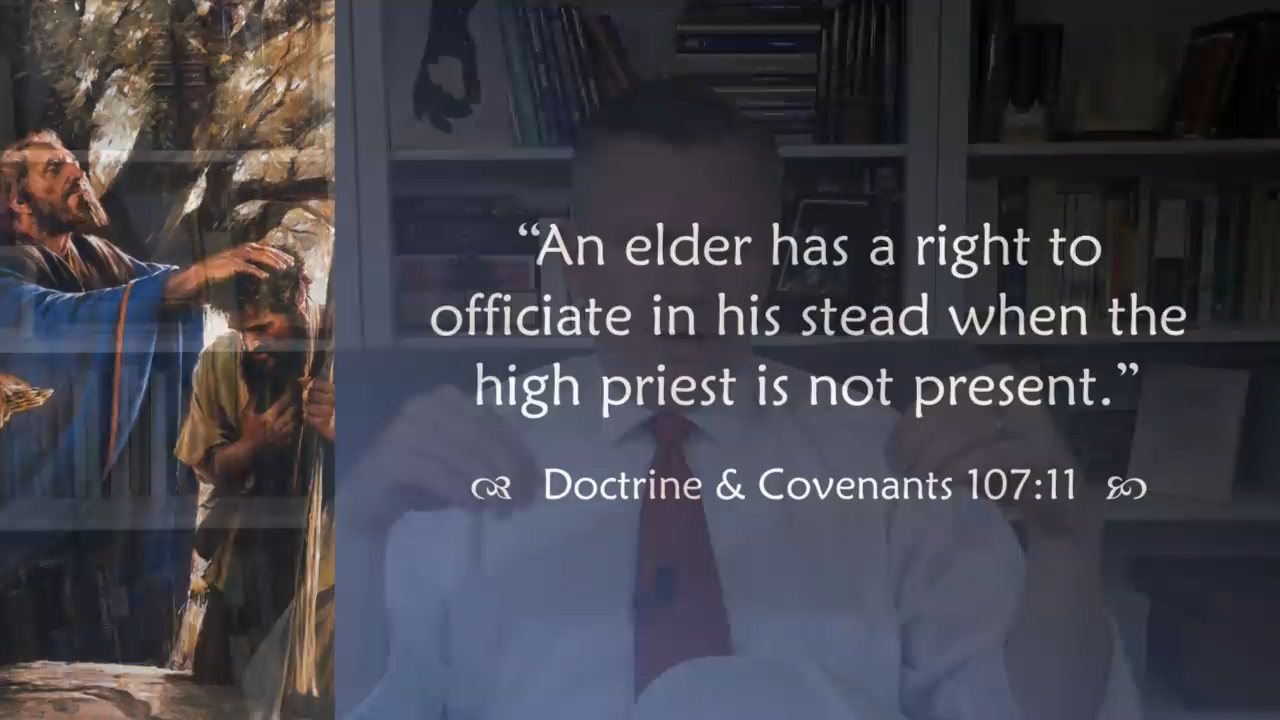 “An elder has a right to
officiate in his stead when the
high priest is not present.”
Doctrine & Covenants 107:11